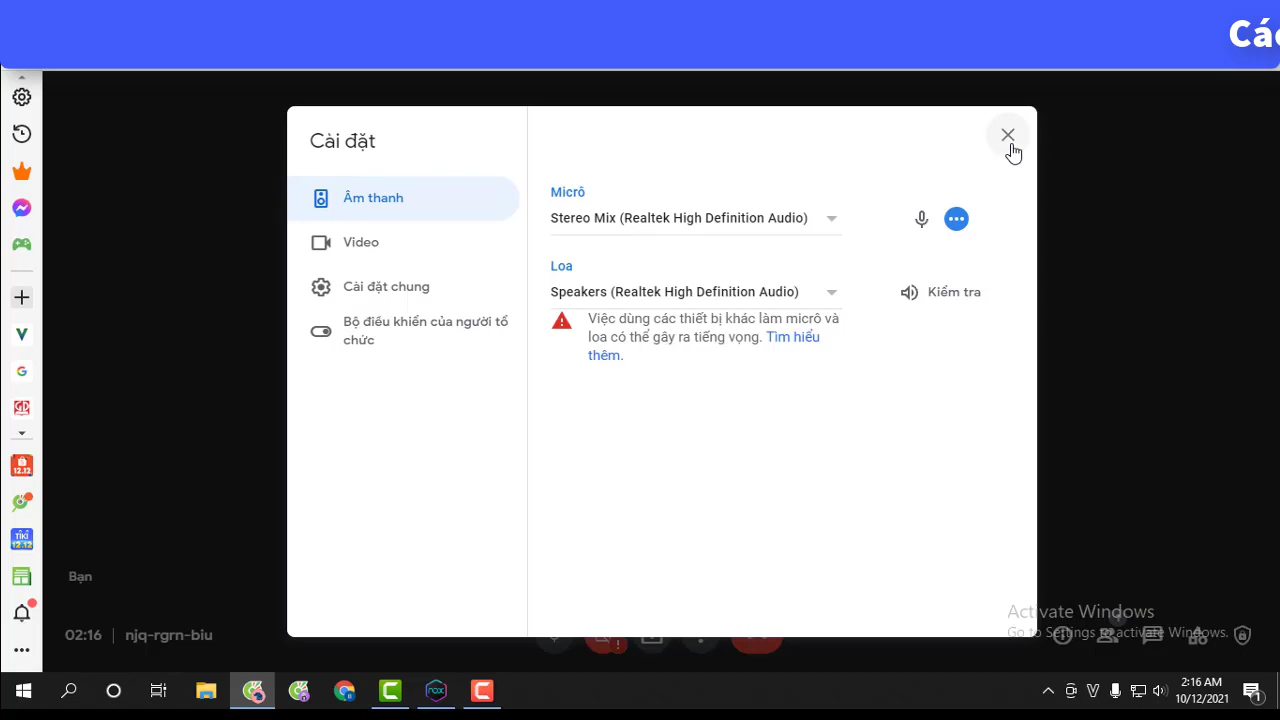 Các
Cài đặt
Âm thanh
Video
Cài đặt chung
Bộ điều khiển của người tổ
chức
Micrô
Stereo Mix (Realtek High Definition Audio)
Loa
Speakers (Realtek High Definition Audio)
Kiểm tra
Việc dùng các thiết bị khác làm micrô và
loa có thể gây ra tiếng vọng. Tìm hiểu
thêm.
Bạn
02:16 | njq-rgrn-biu
Activate Windows
Go to Settings to activate Windows.
2:16 AM
10/12/2021